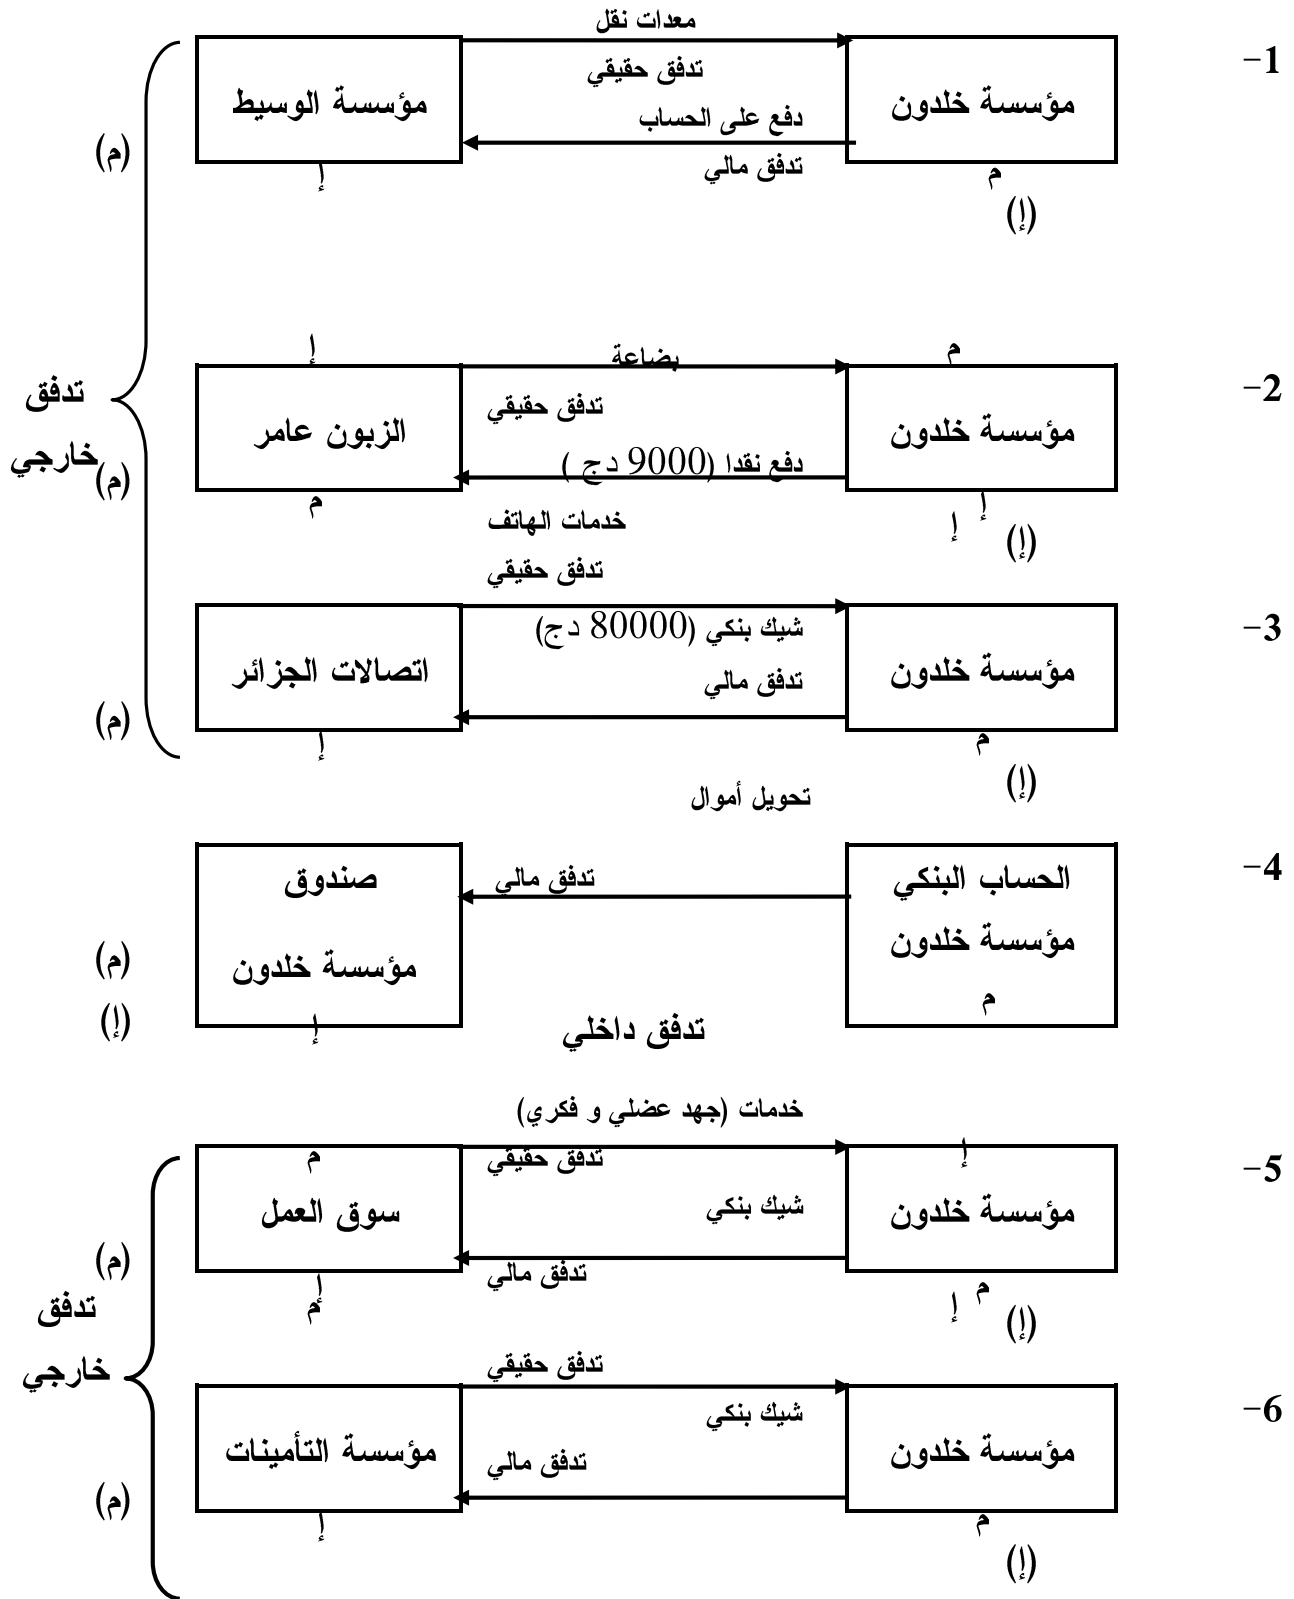 معدات نقل
-1
مؤسسة خلدون
تدفق حقيقي
مؤسسة الوسيط
دفع على الحساب
تدفق مالي
(م)
م
إ
(إ)
م
بضاعة
إ
-2
مؤسسة خلدون
تدفق حقيقي
الزبون عامر
تدفق
خارجي
دفع نقدا (9000 دج )
(م)
إ
م
إ
(إ)
خدمات الهاتف
تدفق حقيقي
-3
مؤسسة خلدون
شيك بنكي (80000 دج)
تدفق مالي
اتصالات الجزائر
(م)
م
إ
(إ)
تحويل أموال
-4
الحساب البنكي
مؤسسة خلدون
م
تدفق مالي
صندوق
مؤسسة خلدون
إ
(م)
(إ)
تدفق داخلي
خدمات (جهد عضلي و فكري)
-5
إ
مؤسسة خلدون
تدفق حقيقي
شيك بنكي
تدفق مالي
م
سوق العمل
(م)
م
إ
إ
م
(إ)
تدفق
خارجي
تدفق حقيقي
-6
مؤسسة خلدون
شيك بنكي
تدفق مالي
مؤسسة التأمينات
(م)
م
إ
(إ)